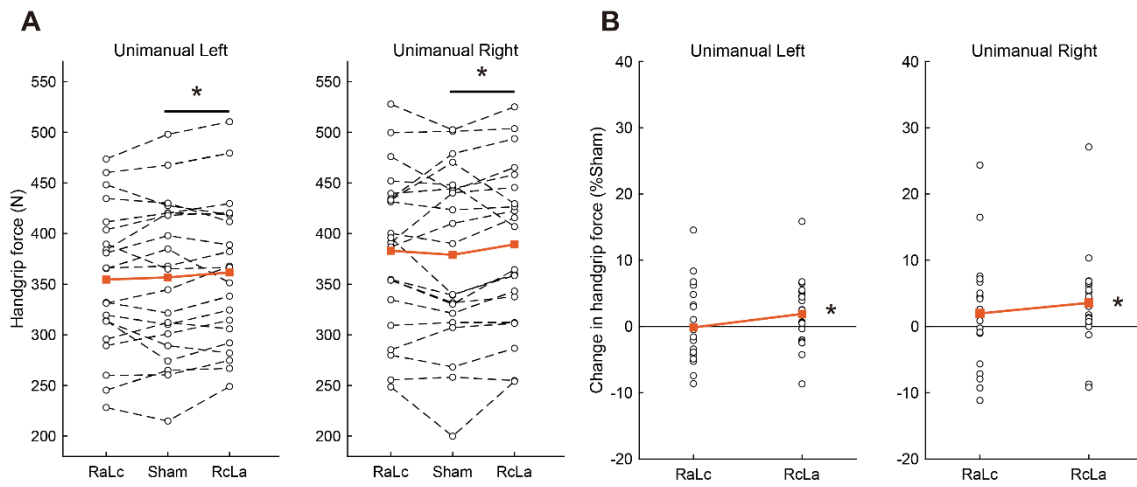 A
B
Unimanual Left
Unimanual Right
Unimanual Left
Unimanual Right
Handgrip force (N)
550
500
450
400
350
300
250
200
*
RaLc Sham RcLa
550
500
450
400
350
300
250
200
*
RaLc Sham RcLa
Change in handgrip force (%Sham)
40
30
20
10
0
-10
-20
*
RaLc RcLa
40
30
20
10
0
-10
-20
*
RaLc RcLa